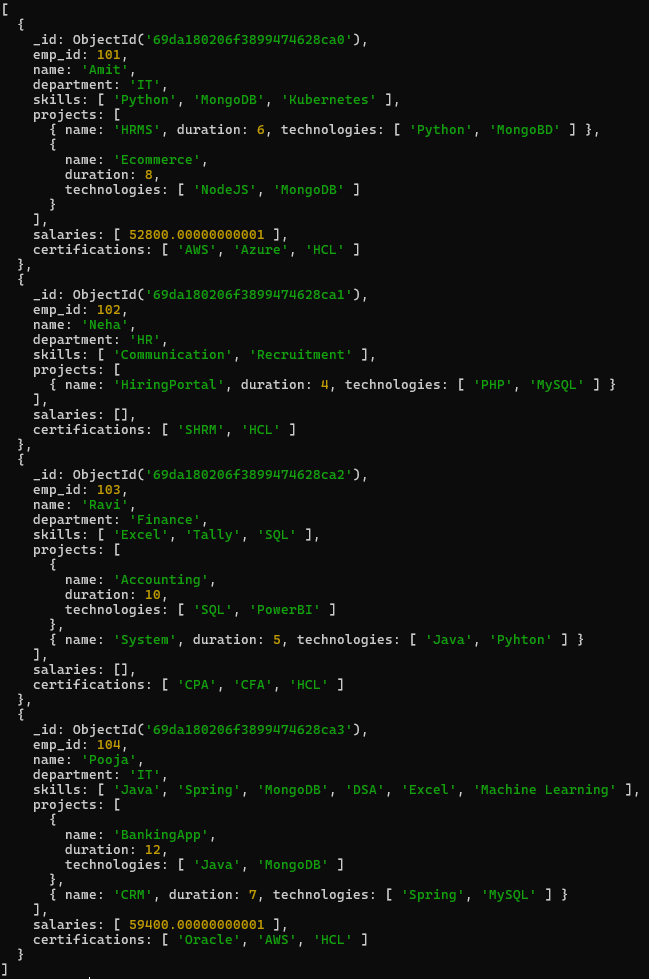 [
  {
    _id: ObjectId('69da180206f3899474628ca0'),
    emp_id: 101,
    name: 'Amit',
    department: 'IT',
    skills: [ 'Python', 'MongoDB', 'Kubernetes' ],
    projects: [
      { name: 'HRMS', duration: 6, technologies: [ 'Python', 'MongoBD' ] },
      {
        name: 'Ecommerce',
        duration: 8,
        technologies: [ 'NodeJS', 'MongoDB' ]
      }
    ],
    salaries: [ 52800.00000000001 ],
    certifications: [ 'AWS', 'Azure', 'HCL' ]
  },
  {
    _id: ObjectId('69da180206f3899474628ca1'),
    emp_id: 102,
    name: 'Neha',
    department: 'HR',
    skills: [ 'Communication', 'Recruitment' ],
    projects: [
      { name: 'HiringPortal', duration: 4, technologies: [ 'PHP', 'MySQL' ] }
    ],
    salaries: [],
    certifications: [ 'SHRM', 'HCL' ]
  },
  {
    _id: ObjectId('69da180206f3899474628ca2'),
    emp_id: 103,
    name: 'Ravi',
    department: 'Finance',
    skills: [ 'Excel', 'Tally', 'SQL' ],
    projects: [
      {
        name: 'Accounting',
        duration: 10,
        technologies: [ 'SQL', 'PowerBI' ]
      },
      { name: 'System', duration: 5, technologies: [ 'Java', 'Pyhton' ] }
    ],
    salaries: [],
    certifications: [ 'CPA', 'CFA', 'HCL' ]
  },
  {
    _id: ObjectId('69da180206f3899474628ca3'),
    emp_id: 104,
    name: 'Pooja',
    department: 'IT',
    skills: [ 'Java', 'Spring', 'MongoDB', 'DSA', 'Excel', 'Machine Learning' ],
    projects: [
      {
        name: 'BankingApp',
        duration: 12,
        technologies: [ 'Java', 'MongoDB' ]
      },
      { name: 'CRM', duration: 7, technologies: [ 'Spring', 'MySQL' ] }
    ],
    salaries: [ 59400.00000000001 ],
    certifications: [ 'Oracle', 'AWS', 'HCL' ]
  }
]